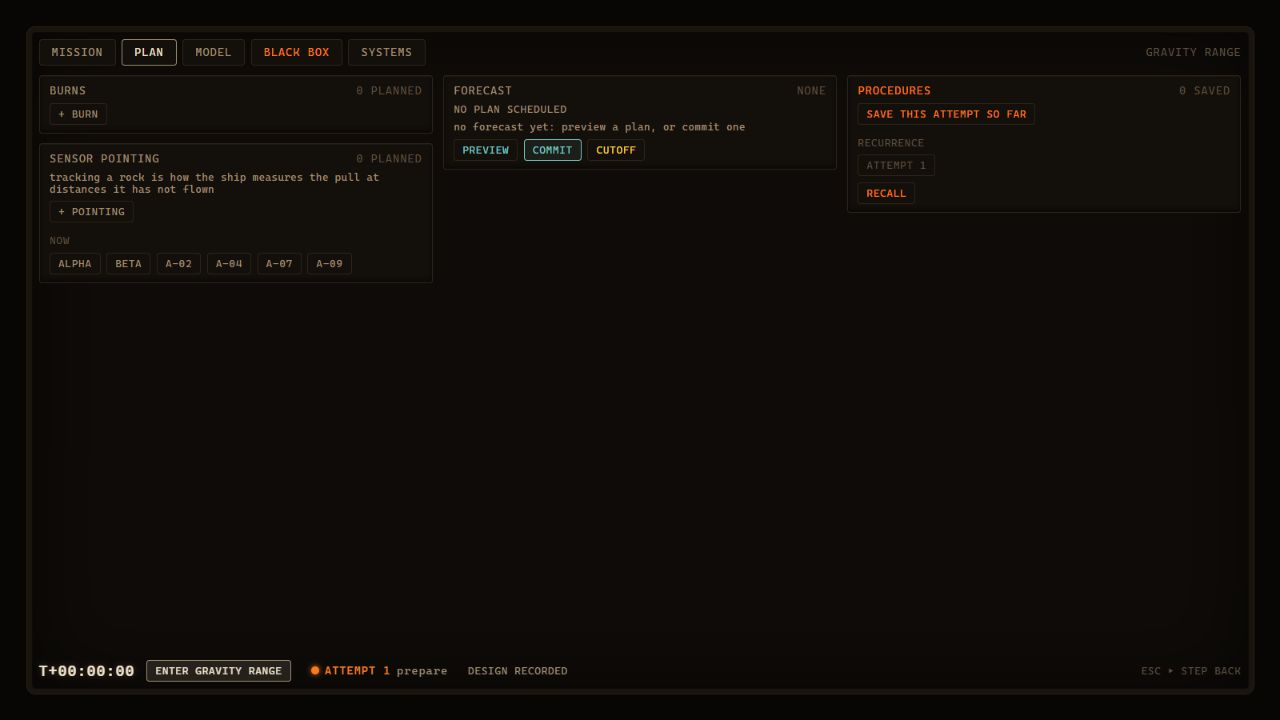 MISSION PLAN MODEL BLACK BOX SYSTEMS GRAVITY RANGE
BURNS 0 PLANNED
+ BURN
SENSOR POINTING 0 PLANNED
tracking a rock is how the ship measures the pull at
distances it has not flown
+ POINTING
NOW
ALPHA BETA A-02 A-04 A-07 A-09
FORECAST NONE
NO PLAN SCHEDULED
no forecast yet: preview a plan, or commit one
PREVIEW COMMIT CUTOFF
PROCEDURES 0 SAVED
SAVE THIS ATTEMPT SO FAR
RECURRENCE
ATTEMPT 1
RECALL
T+00:00:00 ENTER GRAVITY RANGE ATTEMPT 1 prepare DESIGN RECORDED ESC ▸ STEP BACK